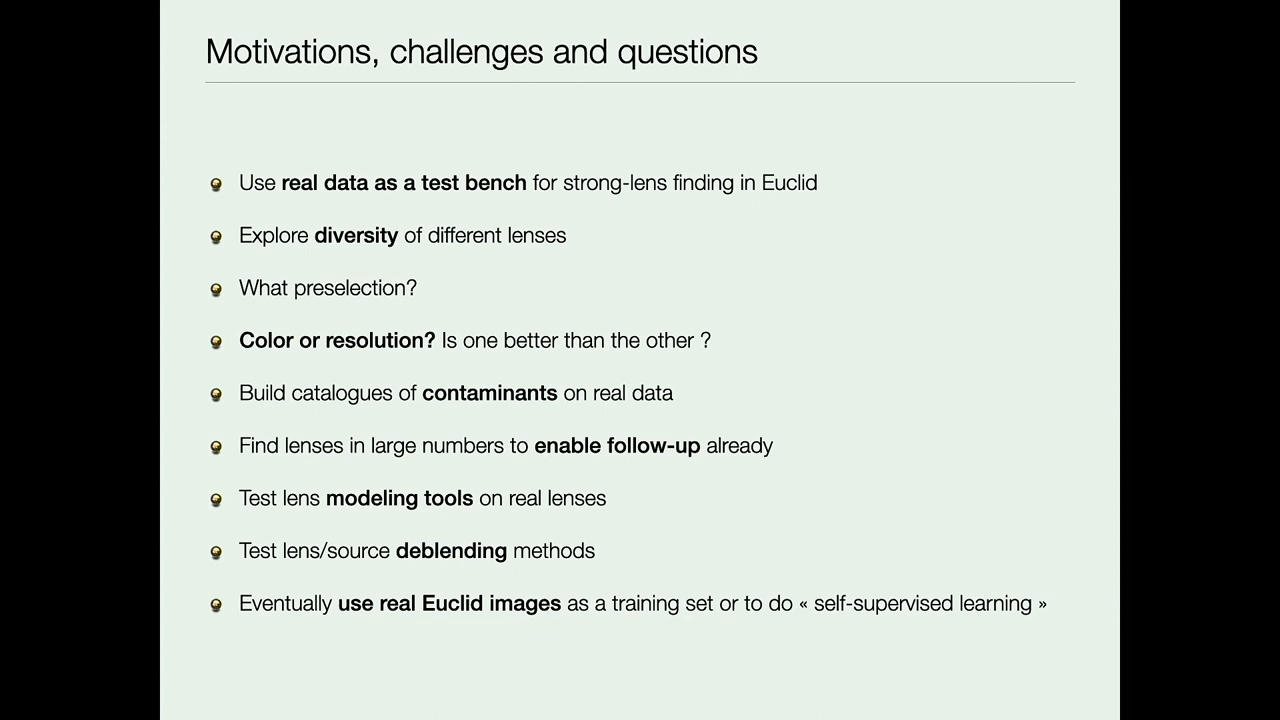 Motivations, challenges and questions
Use real data as a test bench for strong-lens finding in Euclid
Explore diversity of different lenses
What preselection?
Color or resolution? Is one better than the other ?
Build catalogues of contaminants on real data
Find lenses in large numbers to enable follow-up already
Test lens modeling tools on real lenses
Test lens/source deblending methods
Eventually use real Euclid images as a training set or to do « self-supervised learning »